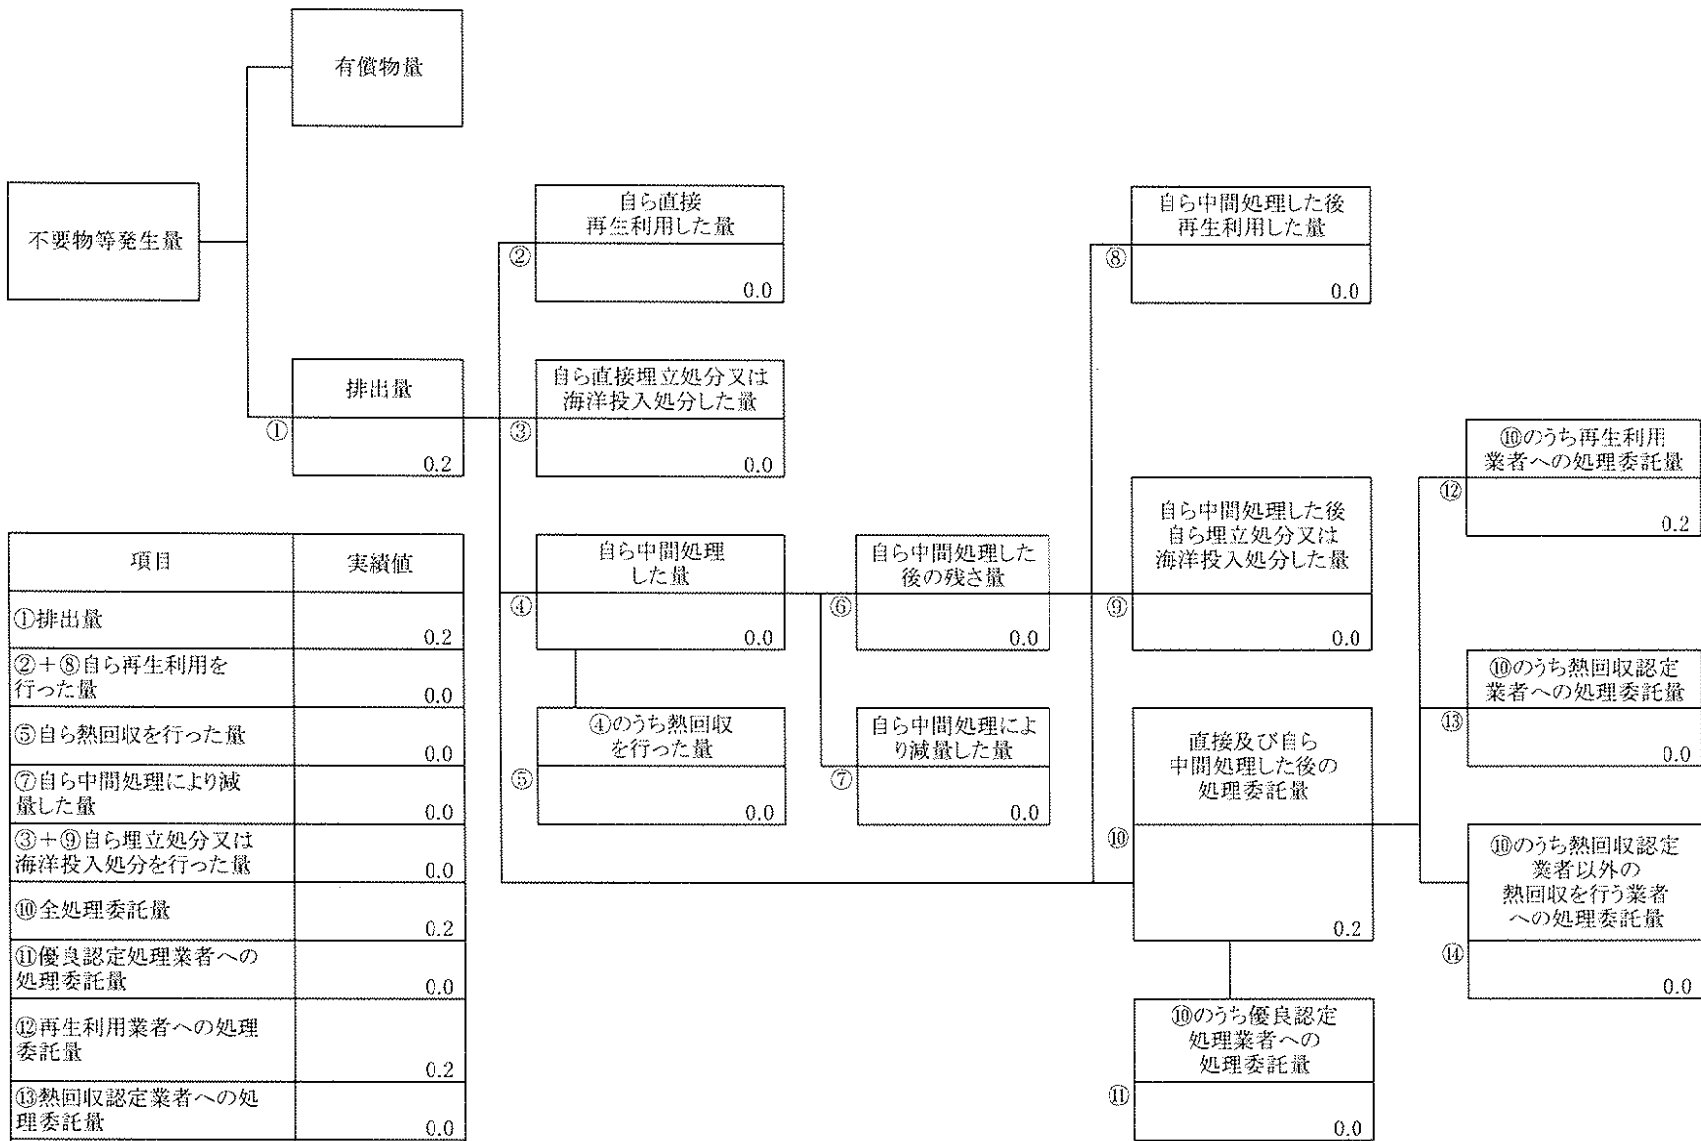 有償物量
不要物等発生量
自ら直接
再生利用した量
②
0.0
自ら中間処理した後
再生利用した量
⑧
0.0
排出量
①
0.2
自ら直接埋立処分又は
海洋投入処分した量
③
0.0
⑩のうち再生利用
業者への処理委託量
⑫
0.2
自ら中間処理
した量
④
0.0
自ら中間処理した
後の残さ量
⑥
0.0
自ら中間処理した後
自ら埋立処分又は
海洋投入処分した量
⑨
0.0
④のうち熱回収
を行った量
⑤
0.0
自ら中間処理によ
り減量した量
⑦
0.0
直接及び自ら
中間処理した後の
処理委託量
⑩
0.2
⑩のうち熱回収認定
業者への処理委託量
⑬
0.0
⑩のうち熱回収認定
業者以外の
熱回収を行う業者
への処理委託量
⑭
0.0
⑩のうち優良認定
処理業者への
処理委託量
⑪
0.0
項目 実績値
①排出量
0.2
②+⑧自ら再生利用を
行った量 0.0
⑤自ら熱回収を行った量
0.0
⑦自ら中間処理により減
量した量 0.0
③+⑨自ら埋立処分又は
海洋投入処分を行った量 0.0
⑩全処理委託量
0.2
⑪優良認定処理業者への
処理委託量 0.0
⑫再生利用業者への処理
委託量
0.2
⑬熱回収認定業者への処
理委託量 0.0